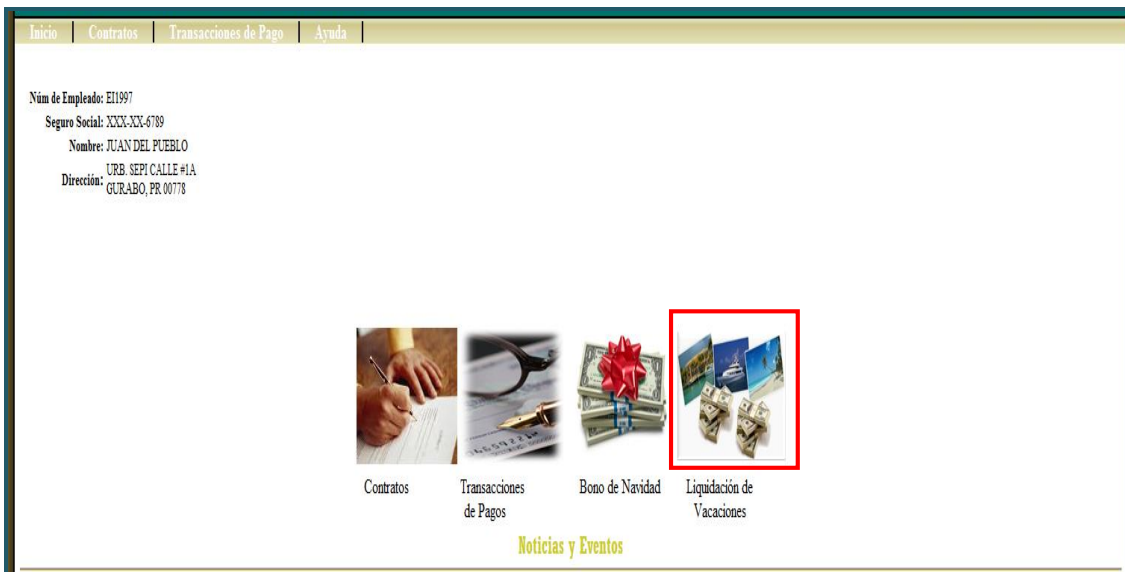 Inicio Contratos Transacciones de Pago Ayuda
Núm de Empleado: EI1997
Seguro Social: XXX-XX-6789
Nombre: JUAN DEL PUEBLO
Dirección: URB. SEPI CALLE #1A
GURABO, PR 00778
Contratos
Transacciones
de Pagos
Bono de Navidad
Liquidación de
Vacaciones
Noticias y Eventos